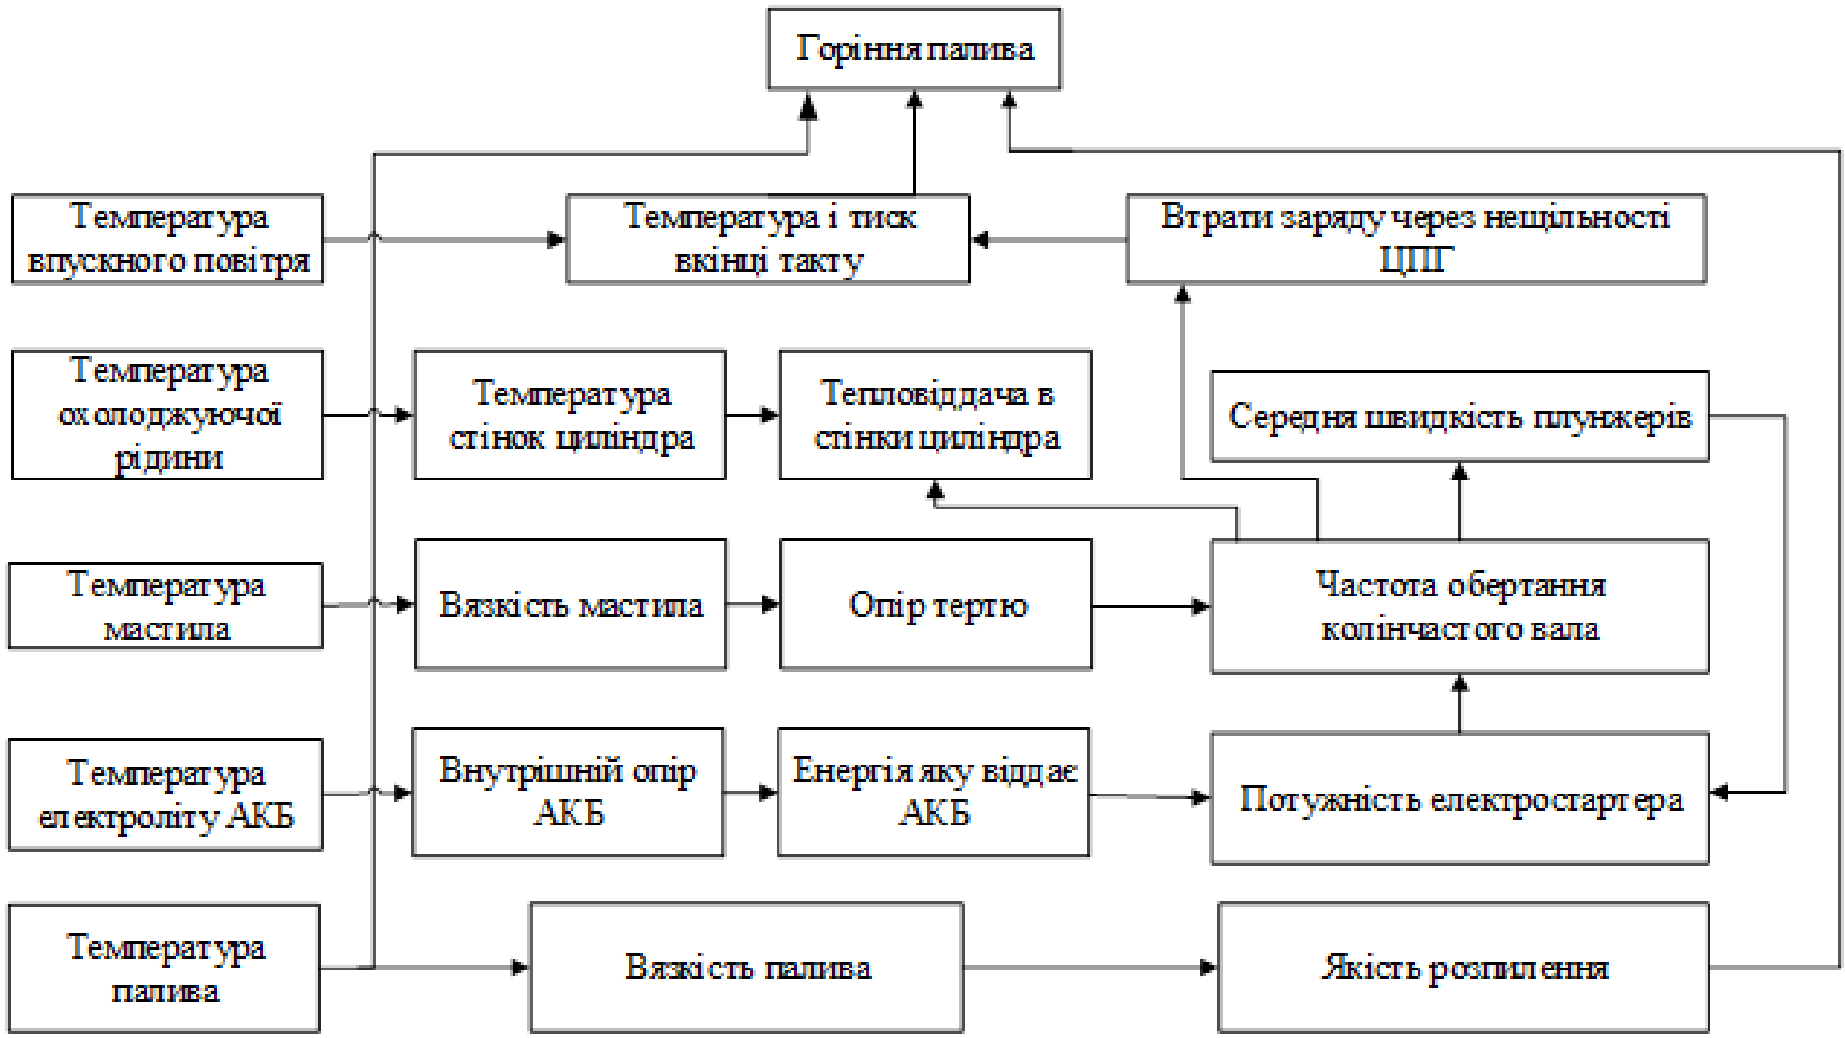 Горіння палива
Температура
впускного повітря
Температура і тиск
вкінці такту
Втрати заряду через нещільності
ЦПГ
Температура
охолоджуючої
рідини
Температура
стінок циліндра
Тепловіддача в
стінки циліндра
Середня швидкість плунжерів
Температура
мастила
Вязкість мастила
Опір тертю
Частота обертання
колінчастого вала
Температура
електроліту АКБ
Внутрішній опір
АКБ
Енергія яку віддає
АКБ
Потужність електростартера
Температура
палива
Вязкість палива
Якість розпилення